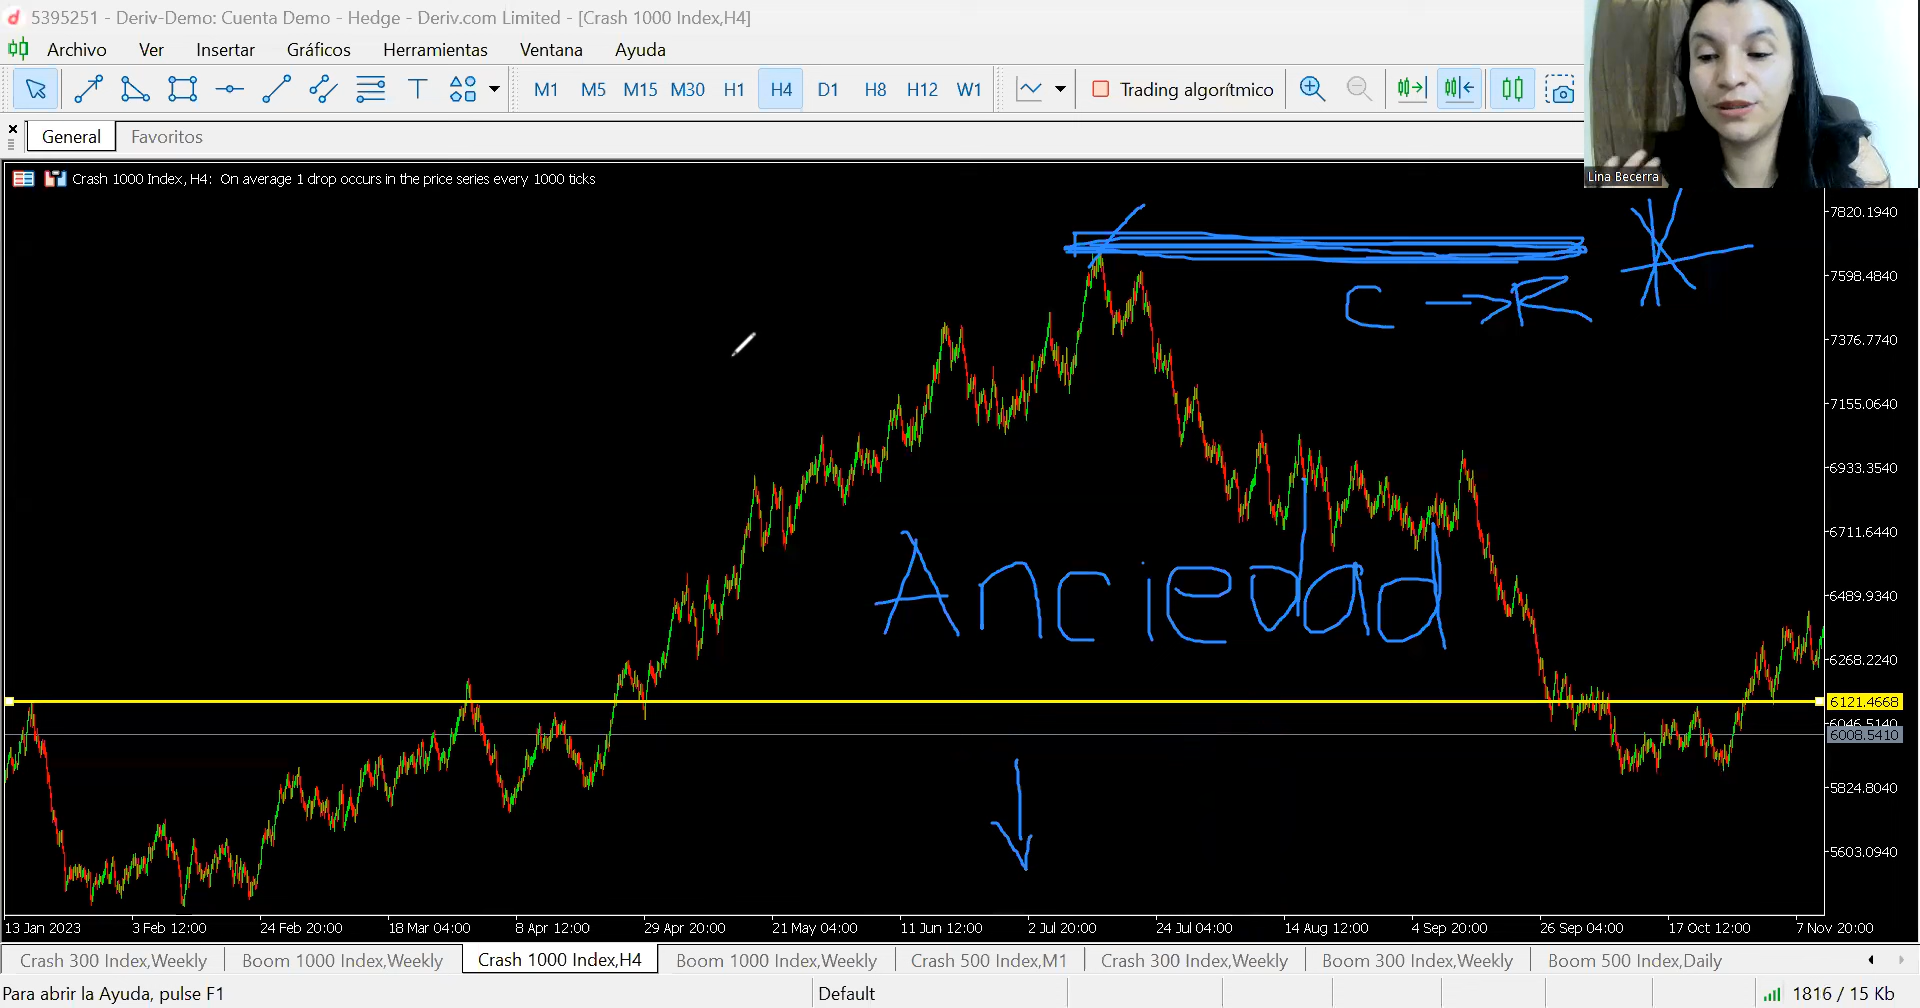 5395251 - Deriv-Demo: Cuenta Demo - Hedge - Deriv.com Limited - [Crash 1000 Index,H4]
Archivo Ver Insertar Gráficos Herramientas Ventana Ayuda
T M1 M5 M15 M30 H1 H4 D1 H8 H12 W1 Trading algorítmico
General Favoritos
Lina Becerra
Crash 1000 Index, H4: On average 1 drop occurs in the price series every 1000 ticks
7820.1940
7598.4840
C → R
7376.7740
7155.0640
6933.3540
6711.6440
Anciedad
6489.9340
6268.2240
6121.4668
6046.5140
6008.5410
5824.8040
5603.0940
13 Jan 2023 3 Feb 12:00 24 Feb 20:00 18 Mar 04:00 8 Apr 12:00 29 Apr 20:00 21 May 04:00 11 Jun 12:00 2 Jul 20:00 24 Jul 04:00 14 Aug 12:00 4 Sep 20:00 26 Sep 04:00 17 Oct 12:00 7 Nov 20:00
Crash 300 Index,Weekly Boom 1000 Index,Weekly Crash 1000 Index,H4 Boom 1000 Index,Weekly Crash 500 Index,M1 Crash 300 Index,Weekly Boom 300 Index,Weekly Boom 500 Index,Daily
Para abrir la Ayuda, pulse F1 Default 1816 / 15 Kb